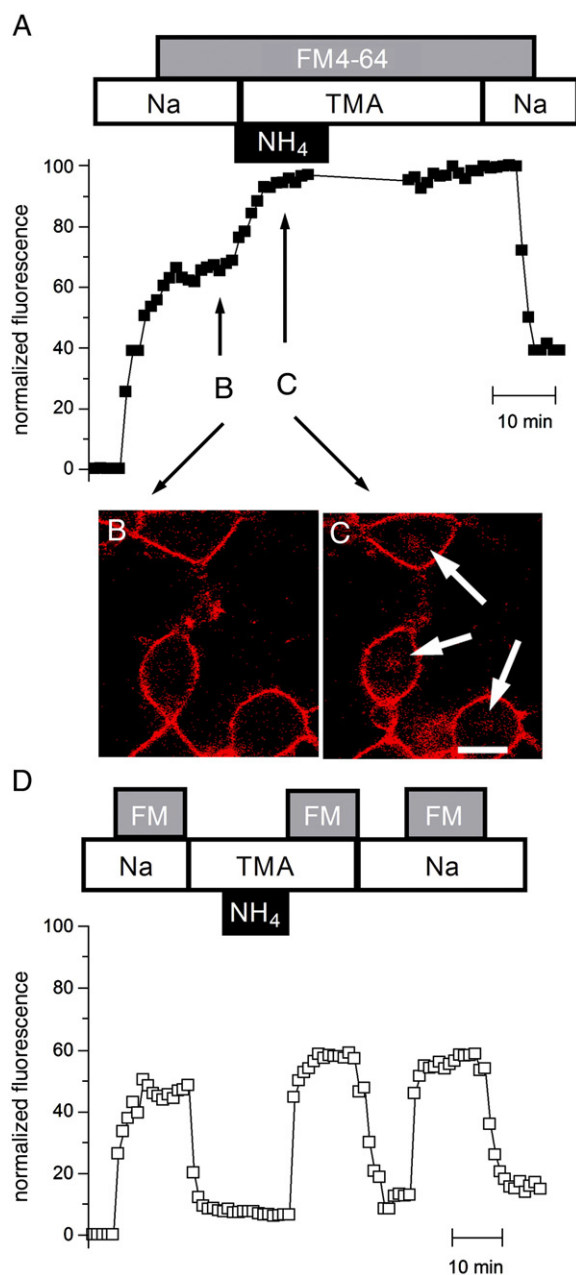 A
FM4-64
Na TMA Na
NH₄
100
80
60
40
20
0
normalized fluorescence
B
C
10 min
B
C
D
FM FM FM
Na TMA Na
NH₄
100
80
60
40
20
0
normalized fluorescence
10 min